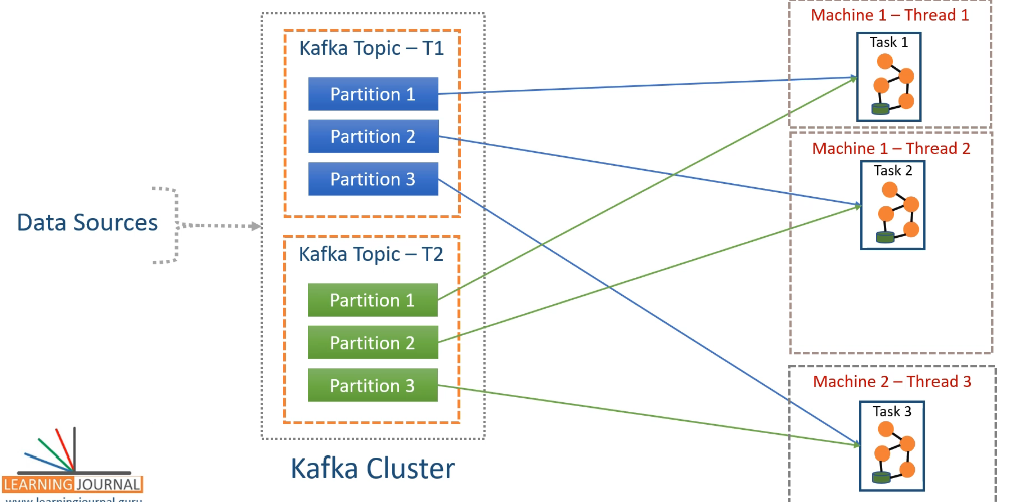 Data Sources
Kafka Topic – T1
Partition 1
Partition 2
Partition 3
Kafka Topic – T2
Partition 1
Partition 2
Partition 3
Kafka Cluster
Machine 1 – Thread 1
Task 1
Machine 1 – Thread 2
Task 2
Machine 2 – Thread 3
Task 3
LEARNING JOURNAL
www.learningjournal.guru